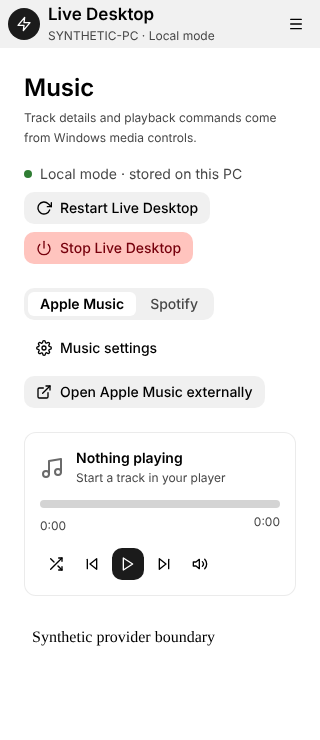 Live Desktop
SYNTHETIC-PC · Local mode
Music
Track details and playback commands come
from Windows media controls.
Local mode · stored on this PC
Restart Live Desktop
Stop Live Desktop
Apple Music Spotify
Music settings
Open Apple Music externally
Nothing playing
Start a track in your player
0:00 0:00
Synthetic provider boundary